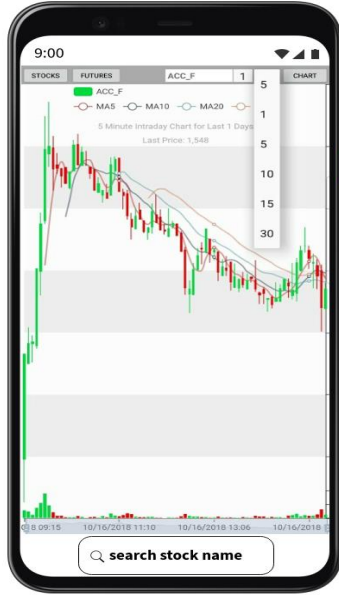 9:00
STOCKS FUTURES ACC_F 1 CHART
5
1
5
10
15
30
ACC_F
MA5 MA10 MA20
5 Minute Intraday Chart for Last 1 Days
Last Price: 1,548
8 09:15 10/16/2018 11:10 10/16/2018 13:06 10/16/2018
search stock name